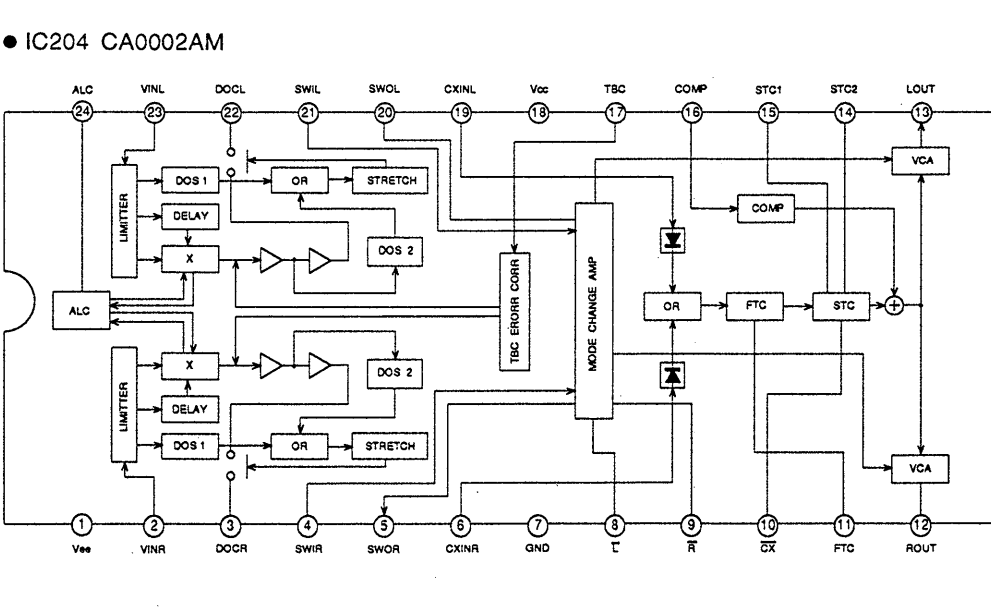 ● IC204 CA0002AM
ALC VINL DOCL SWIL SWOL CXINL Vcc TBC COMP STC1 STC2 LOUT
24 23 22 21 20 19 18 17 16 15 14 13
VCA
LIMITTER DOS 1 OR STRETCH
COMP
DELAY
X DOS 2
TBC ERORR CORR
MODE CHANGE AMP
ALC
OR FTC STC +
LIMITTER X DOS 2
DELAY
DOS 1 OR STRETCH
VCA
1 2 3 4 5 6 7 8 9 10 11 12
Vee VINR DOCR SWIR SWOR CXINR GND L̅ R̅ C̅X̅ FTC ROUT